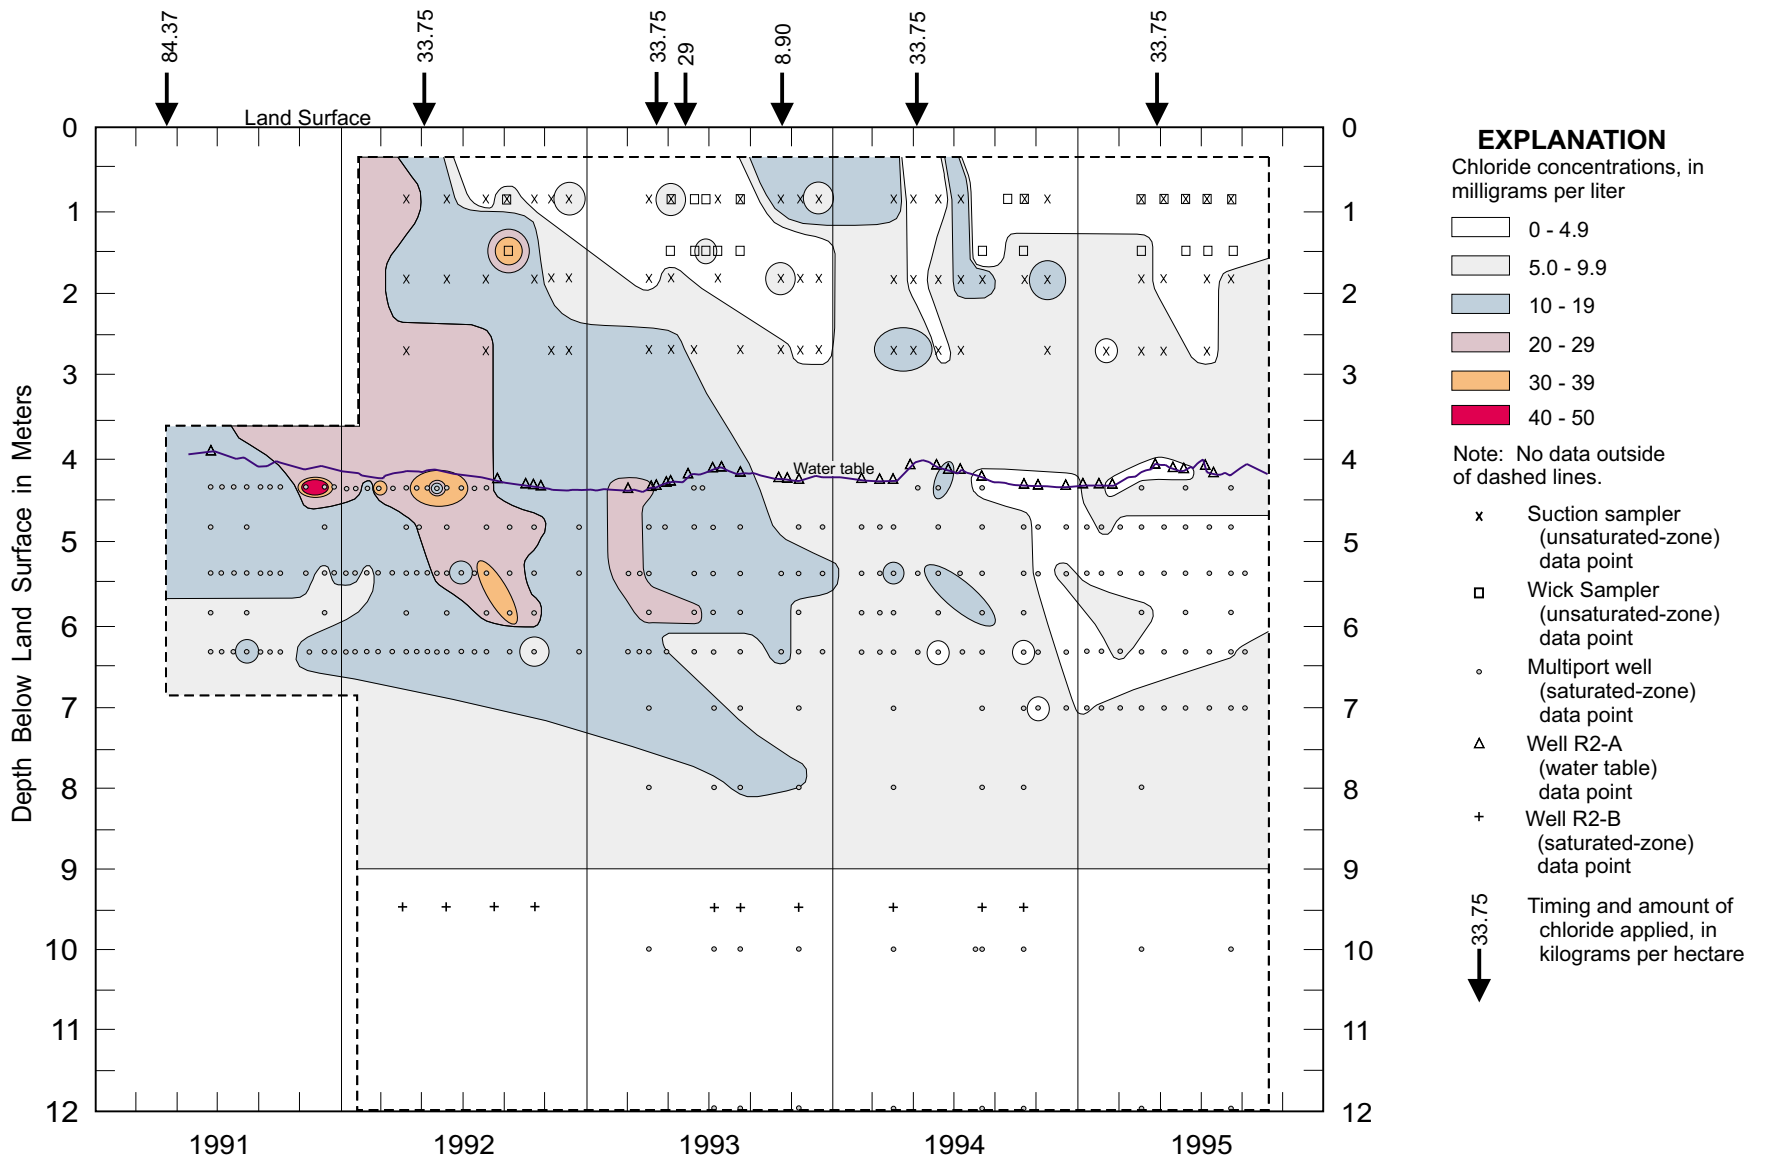 84.37
33.75
33.75
29
8.90
33.75
33.75
Land Surface
0
1
2
3
4
5
6
7
8
9
10
11
12
Depth Below Land Surface in Meters
Water table
0
1
2
3
4
5
6
7
8
9
10
11
12
1991
1992
1993
1994
1995
EXPLANATION
Chloride concentrations, in
milligrams per liter
0 - 4.9
5.0 - 9.9
10 - 19
20 - 29
30 - 39
40 - 50
Note: No data outside
of dashed lines.
Suction sampler
(unsaturated-zone)
data point
Wick Sampler
(unsaturated-zone)
data point
Multiport well
(saturated-zone)
data point
Well R2-A
(water table)
data point
Well R2-B
(saturated-zone)
data point
33.75
Timing and amount of
chloride applied, in
kilograms per hectare